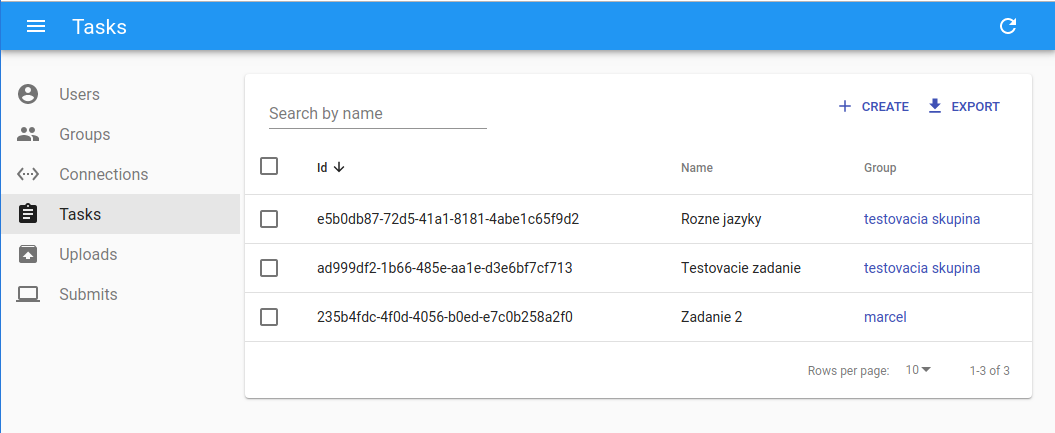 Tasks
Users
Groups
Connections
Tasks
Uploads
Submits
Search by name
CREATE EXPORT
Id Name Group
e5b0db87-72d5-41a1-8181-4abe1c65f9d2 Rozne jazyky testovacia skupina
ad999df2-1b66-485e-aa1e-d3e6bf7cf713 Testovacie zadanie testovacia skupina
235b4fdc-4f0d-4056-b0ed-e7c0b258a2f0 Zadanie 2 marcel
Rows per page: 10 1-3 of 3